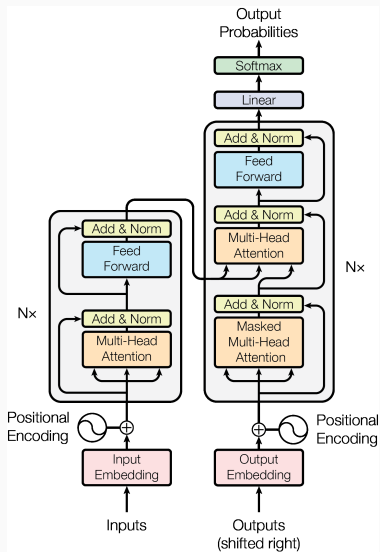 Output
Probabilities
Softmax
Linear
Add & Norm
Feed
Forward
Add & Norm
Multi-Head
Attention
Add & Norm
Masked
Multi-Head
Attention
N×
Add & Norm
Feed
Forward
Add & Norm
Multi-Head
Attention
N×
Positional
Encoding
Positional
Encoding
Input
Embedding
Output
Embedding
Inputs
Outputs
(shifted right)